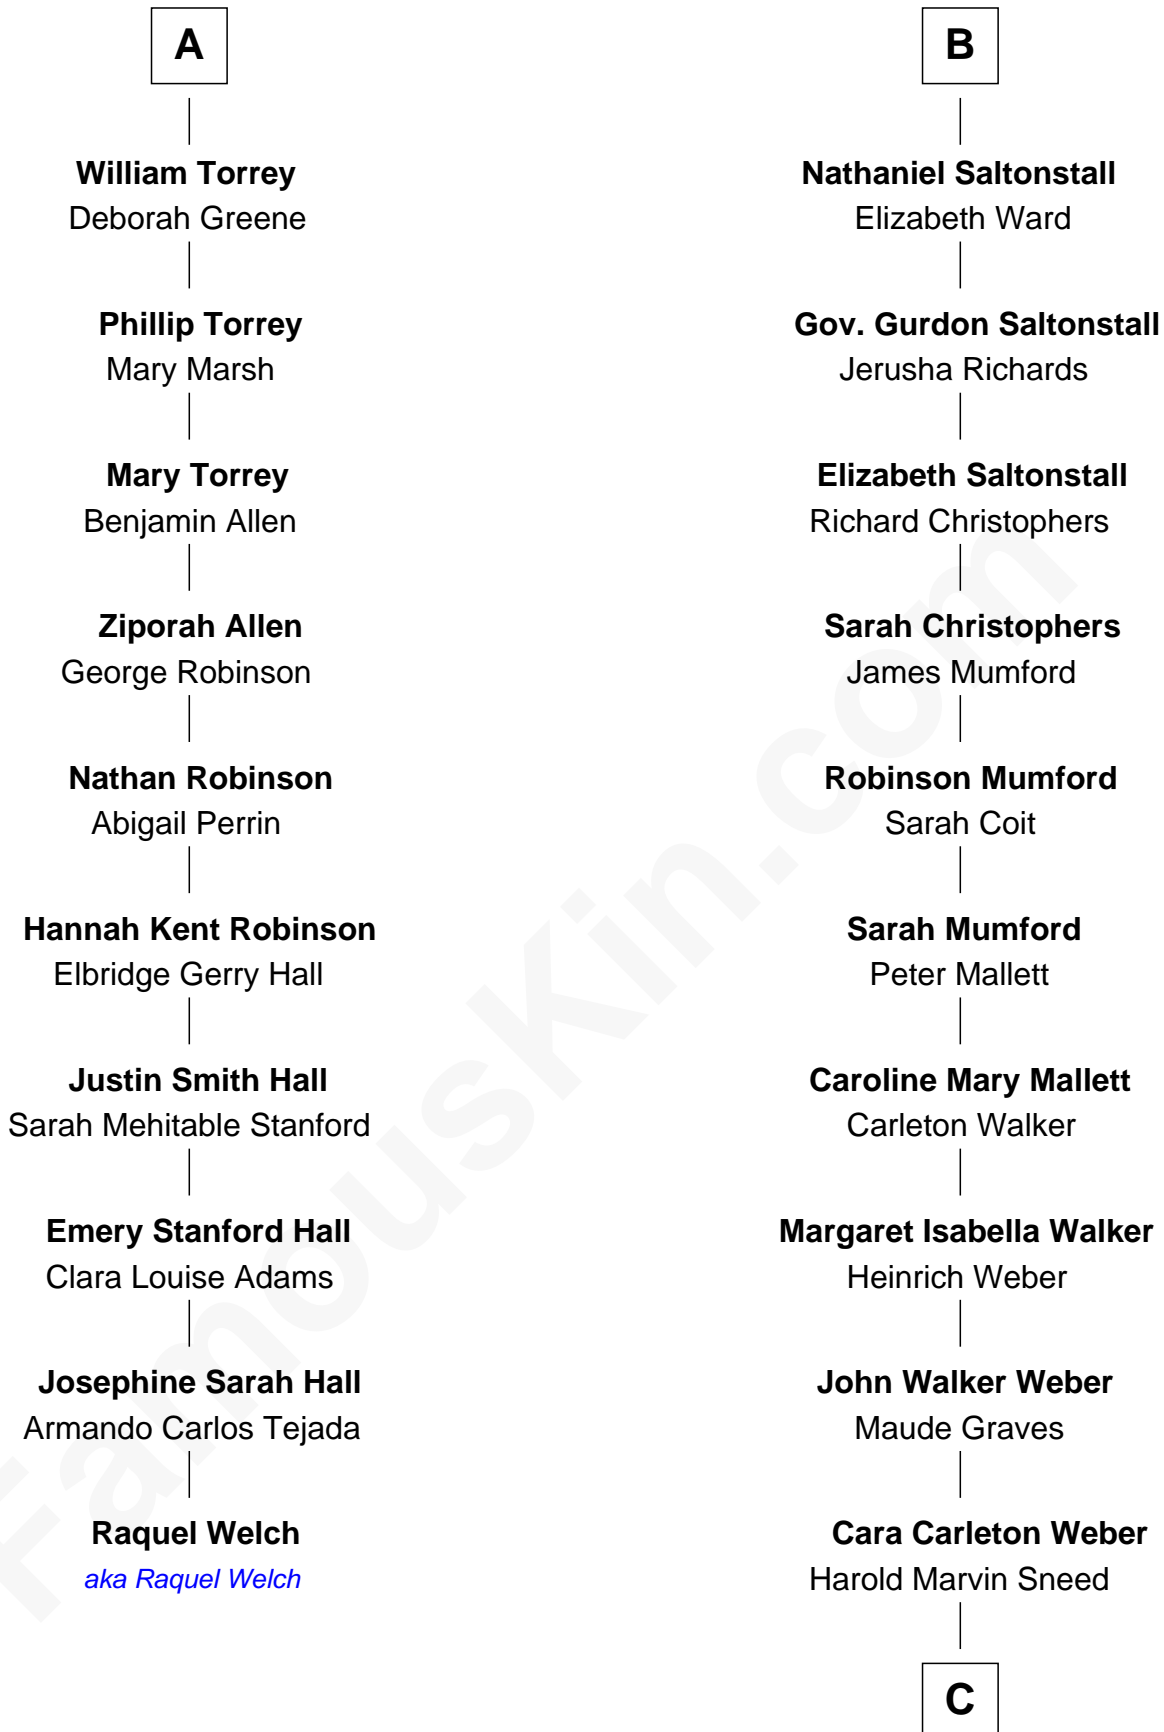 A
William Torrey
Deborah Greene
Phillip Torrey
Mary Marsh
Mary Torrey
Benjamin Allen
Ziporah Allen
George Robinson
Nathan Robinson
Abigail Perrin
Hannah Kent Robinson
Elbridge Gerry Hall
Justin Smith Hall
Sarah Mehitable Stanford
Emery Stanford Hall
Clara Louise Adams
Josephine Sarah Hall
Armando Carlos Tejada
Raquel Welch
aka Raquel Welch
B
Nathaniel Saltonstall
Elizabeth Ward
Gov. Gurdon Saltonstall
Jerusha Richards
Elizabeth Saltonstall
Richard Christophers
Sarah Christophers
James Mumford
Robinson Mumford
Sarah Coit
Sarah Mumford
Peter Mallett
Caroline Mary Mallett
Carleton Walker
Margaret Isabella Walker
Heinrich Weber
John Walker Weber
Maude Graves
Cara Carleton Weber
Harold Marvin Sneed
C
FamousKin.com